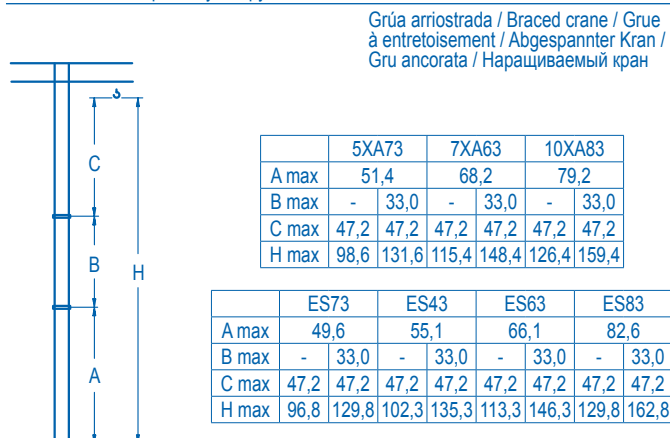 Grúa arriostrada / Braced crane / Grue
à entretoisement / Abgespannter Kran /
Gru ancorata / Наращиваемый кран
C
B
H
A
5XA73 7XA63 10XA83
A max 51,4 68,2 79,2
B max - 33,0 - 33,0 - 33,0
C max 47,2 47,2 47,2 47,2 47,2 47,2
H max 98,6 131,6 115,4 148,4 126,4 159,4
ES73 ES43 ES63 ES83
A max 49,6 55,1 66,1 82,6
B max - 33,0 - 33,0 - 33,0 - 33,0
C max 47,2 47,2 47,2 47,2 47,2 47,2 47,2 47,2
H max 96,8 129,8 102,3 135,3 113,3 146,3 129,8 162,8